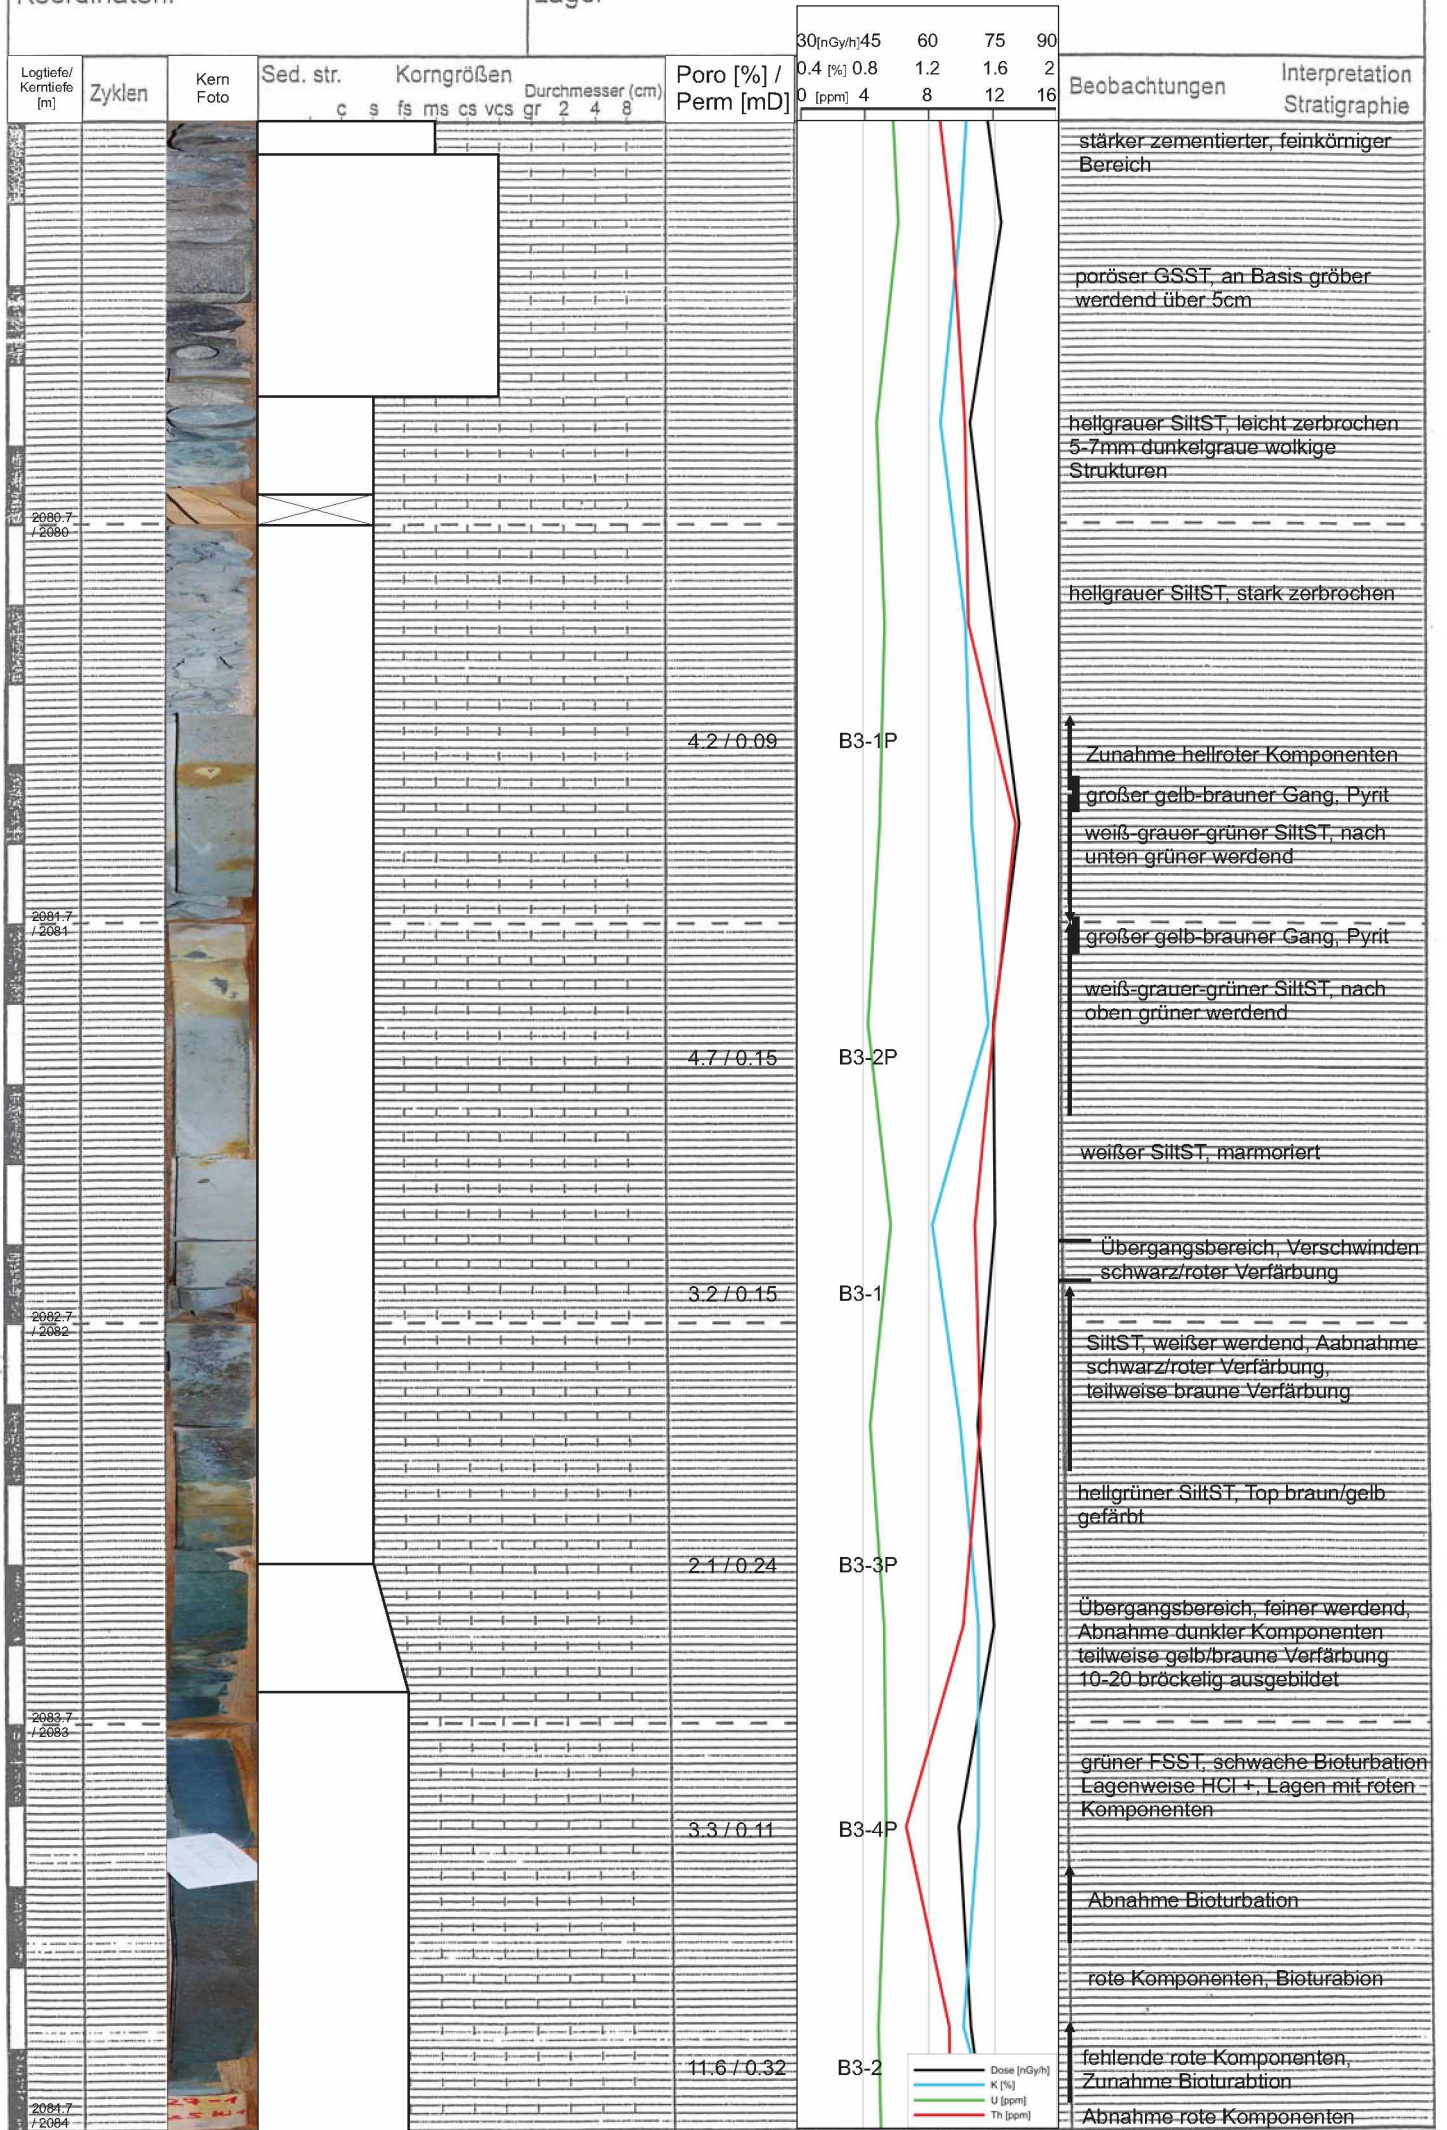 30[nGy/h]45 60 75 90
0.4 [%] 0.8 1.2 1.6 2
0 [ppm] 4 8 12 16
Logtiefe/
Kerntiefe
[m]
Zyklen
Kern
Foto
Sed. str. Korngrößen
Durchmesser (cm)
c s fs ms cs vcs gr 2 4 8
Poro [%] /
Perm [mD]
Beobachtungen
Interpretation
Stratigraphie
stärker zementierter, feinkörniger
Bereich
poröser GSST, an Basis gröber
werdend über 5cm
hellgrauer SiltST, leicht zerbrochen
5-7mm dunkelgraue wolkige
Strukturen
2080.7
/ 2080
hellgrauer SiltST, stark zerbrochen
4.2 / 0.09 B3-1P
Zunahme hellroter Komponenten
großer gelb-brauner Gang, Pyrit
weiß-grauer-grüner SiltST, nach
unten grüner werdend
2081.7
/ 2081
großer gelb-brauner Gang, Pyrit
weiß-grauer-grüner SiltST, nach
oben grüner werdend
4.7 / 0.15 B3-2P
weißer SiltST, marmoriert
Übergangsbereich, Verschwinden
schwarz/roter Verfärbung
3.2 / 0.15 B3-1
2082.7
/ 2082
SiltST, weißer werdend, Aabnahme
schwarz/roter Verfärbung,
teilweise braune Verfärbung
hellgrüner SiltST, Top braun/gelb
gefärbt
2.1 / 0.24 B3-3P
Übergangsbereich, feiner werdend,
Abnahme dunkler Komponenten
teilweise gelb/braune Verfärbung
10-20 bröckelig ausgebildet
2083.7
/ 2083
grüner FSST, schwache Bioturbation
Lagenweise HCl +, Lagen mit roten
Komponenten
3.3 / 0.11 B3-4P
Abnahme Bioturbation
rote Komponenten, Bioturabion
11.6 / 0.32 B3-2
fehlende rote Komponenten,
Zunahme Bioturabtion
Dose [nGy/h]
K [%]
U [ppm]
Th [ppm]
2084.7
/ 2084
Abnahme rote Komponenten